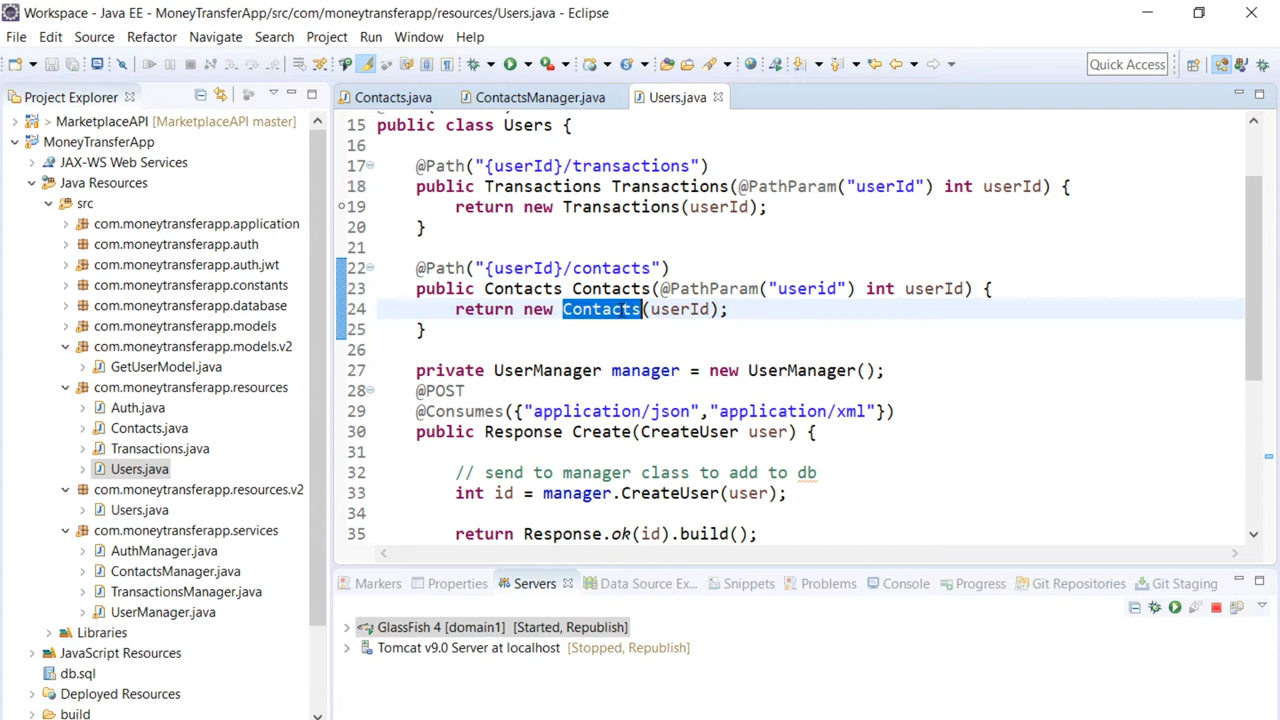 Workspace - Java EE - MoneyTransferApp/src/com/moneytransferapp/resources/Users.java - Eclipse
File Edit Source Refactor Navigate Search Project Run Window Help
Quick Access
Project Explorer
Contacts.java ContactsManager.java Users.java
MarketplaceAPI [MarketplaceAPI master]
MoneyTransferApp
JAX-WS Web Services
Java Resources
src
com.moneytransferapp.application
com.moneytransferapp.auth
com.moneytransferapp.auth.jwt
com.moneytransferapp.constants
com.moneytransferapp.database
com.moneytransferapp.models
com.moneytransferapp.models.v2
GetUserModel.java
com.moneytransferapp.resources
Auth.java
Contacts.java
Transactions.java
Users.java
com.moneytransferapp.resources.v2
Users.java
com.moneytransferapp.services
AuthManager.java
ContactsManager.java
TransactionsManager.java
UserManager.java
Libraries
JavaScript Resources
db.sql
Deployed Resources
build
15 public class Users {
16
17 @Path("{userId}/transactions")
18 public Transactions Transactions(@PathParam("userId") int userId) {
19 return new Transactions(userId);
20 }
21
22 @Path("{userId}/contacts")
23 public Contacts Contacts(@PathParam("userid") int userId) {
24 return new Contacts(userId);
25 }
26
27 private UserManager manager = new UserManager();
28 @POST
29 @Consumes({"application/json","application/xml"})
30 public Response Create(CreateUser user) {
31
32 // send to manager class to add to db
33 int id = manager.CreateUser(user);
34
35 return Response.ok(id).build();
Markers Properties Servers Data Source Ex... Snippets Problems Console Progress Git Repositories Git Staging
GlassFish 4 [domain1] [Started, Republish]
Tomcat v9.0 Server at localhost [Stopped, Republish]